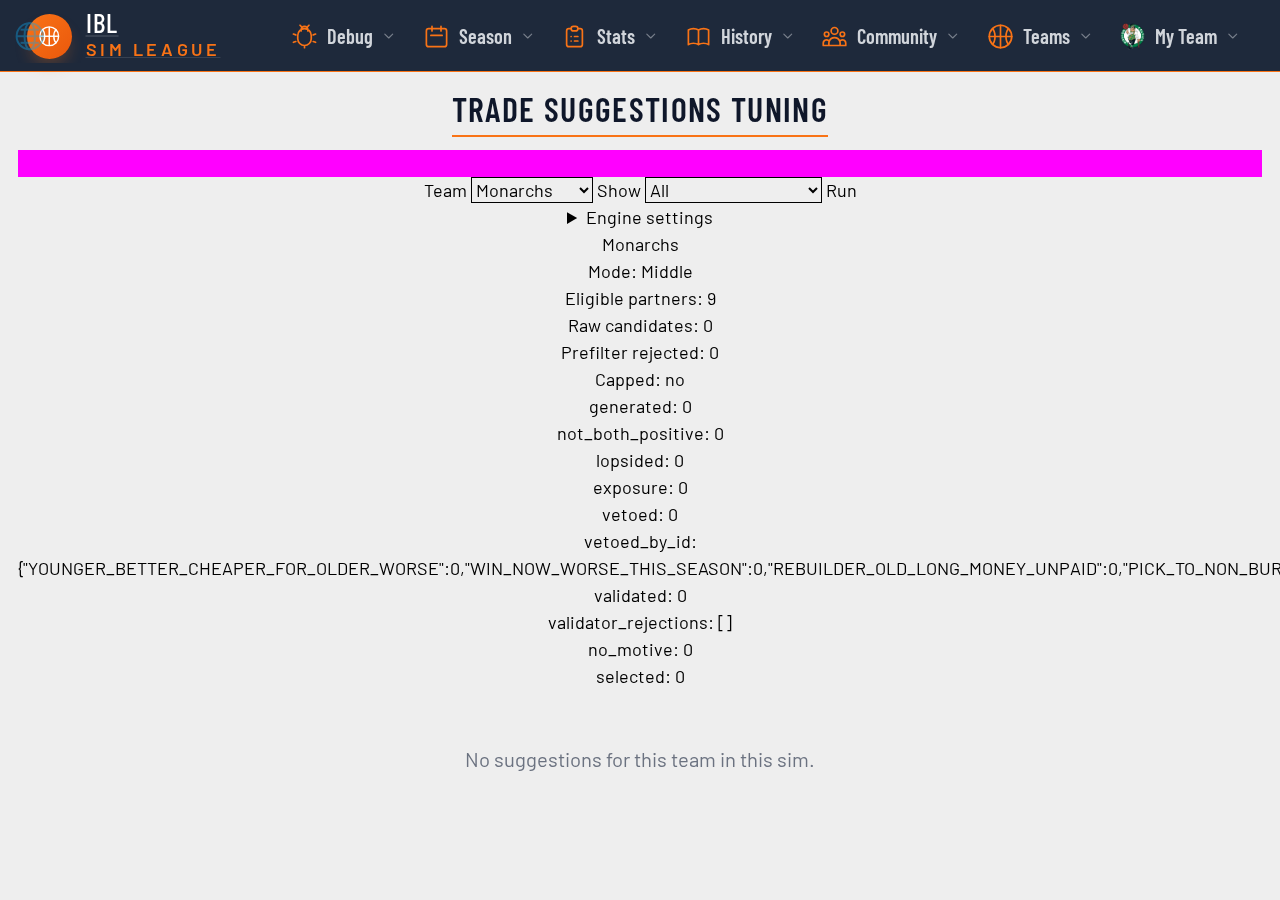 IBL
SIM LEAGUE
Debug
Season
Stats
History
Community
Teams
My Team
TRADE SUGGESTIONS TUNING
Team Monarchs Show All Run
Engine settings
Monarchs
Mode: Middle
Eligible partners: 9
Raw candidates: 0
Prefilter rejected: 0
Capped: no
generated: 0
not_both_positive: 0
lopsided: 0
exposure: 0
vetoed: 0
vetoed_by_id:
{"YOUNGER_BETTER_CHEAPER_FOR_OLDER_WORSE":0,"WIN_NOW_WORSE_THIS_SEASON":0,"REBUILDER_OLD_LONG_MONEY_UNPAID":0,"PICK_TO_NON_BUR
validated: 0
validator_rejections: []
no_motive: 0
selected: 0
No suggestions for this team in this sim.